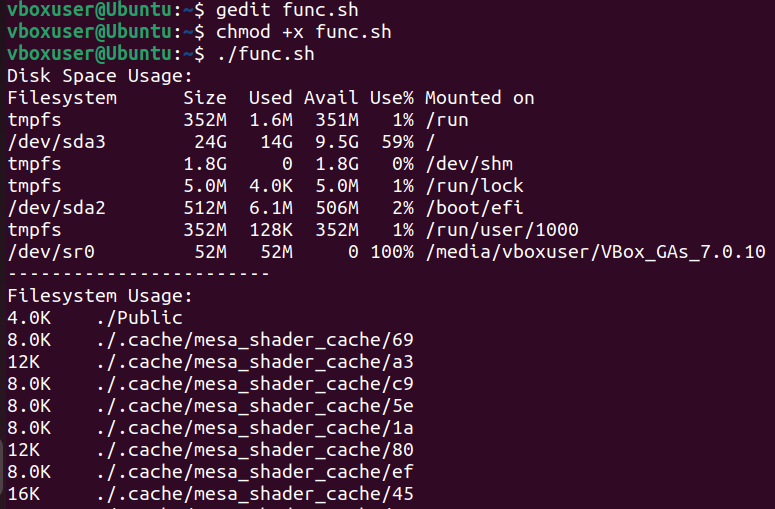 vboxuser@Ubuntu:~$ gedit func.sh
vboxuser@Ubuntu:~$ chmod +x func.sh
vboxuser@Ubuntu:~$ ./func.sh
Disk Space Usage:
Filesystem      Size  Used Avail Use% Mounted on
tmpfs           352M  1.6M  351M   1% /run
/dev/sda3        24G   14G  9.5G  59% /
tmpfs           1.8G     0  1.8G   0% /dev/shm
tmpfs           5.0M  4.0K  5.0M   1% /run/lock
/dev/sda2       512M  6.1M  506M   2% /boot/efi
tmpfs           352M  128K  352M   1% /run/user/1000
/dev/sr0         52M   52M     0 100% /media/vboxuser/VBox_GAs_7.0.10
------------------------
Filesystem Usage:
4.0K    ./Public
8.0K    ./.cache/mesa_shader_cache/69
12K     ./.cache/mesa_shader_cache/a3
8.0K    ./.cache/mesa_shader_cache/c9
8.0K    ./.cache/mesa_shader_cache/5e
8.0K    ./.cache/mesa_shader_cache/1a
12K     ./.cache/mesa_shader_cache/80
8.0K    ./.cache/mesa_shader_cache/ef
16K     ./.cache/mesa_shader_cache/45